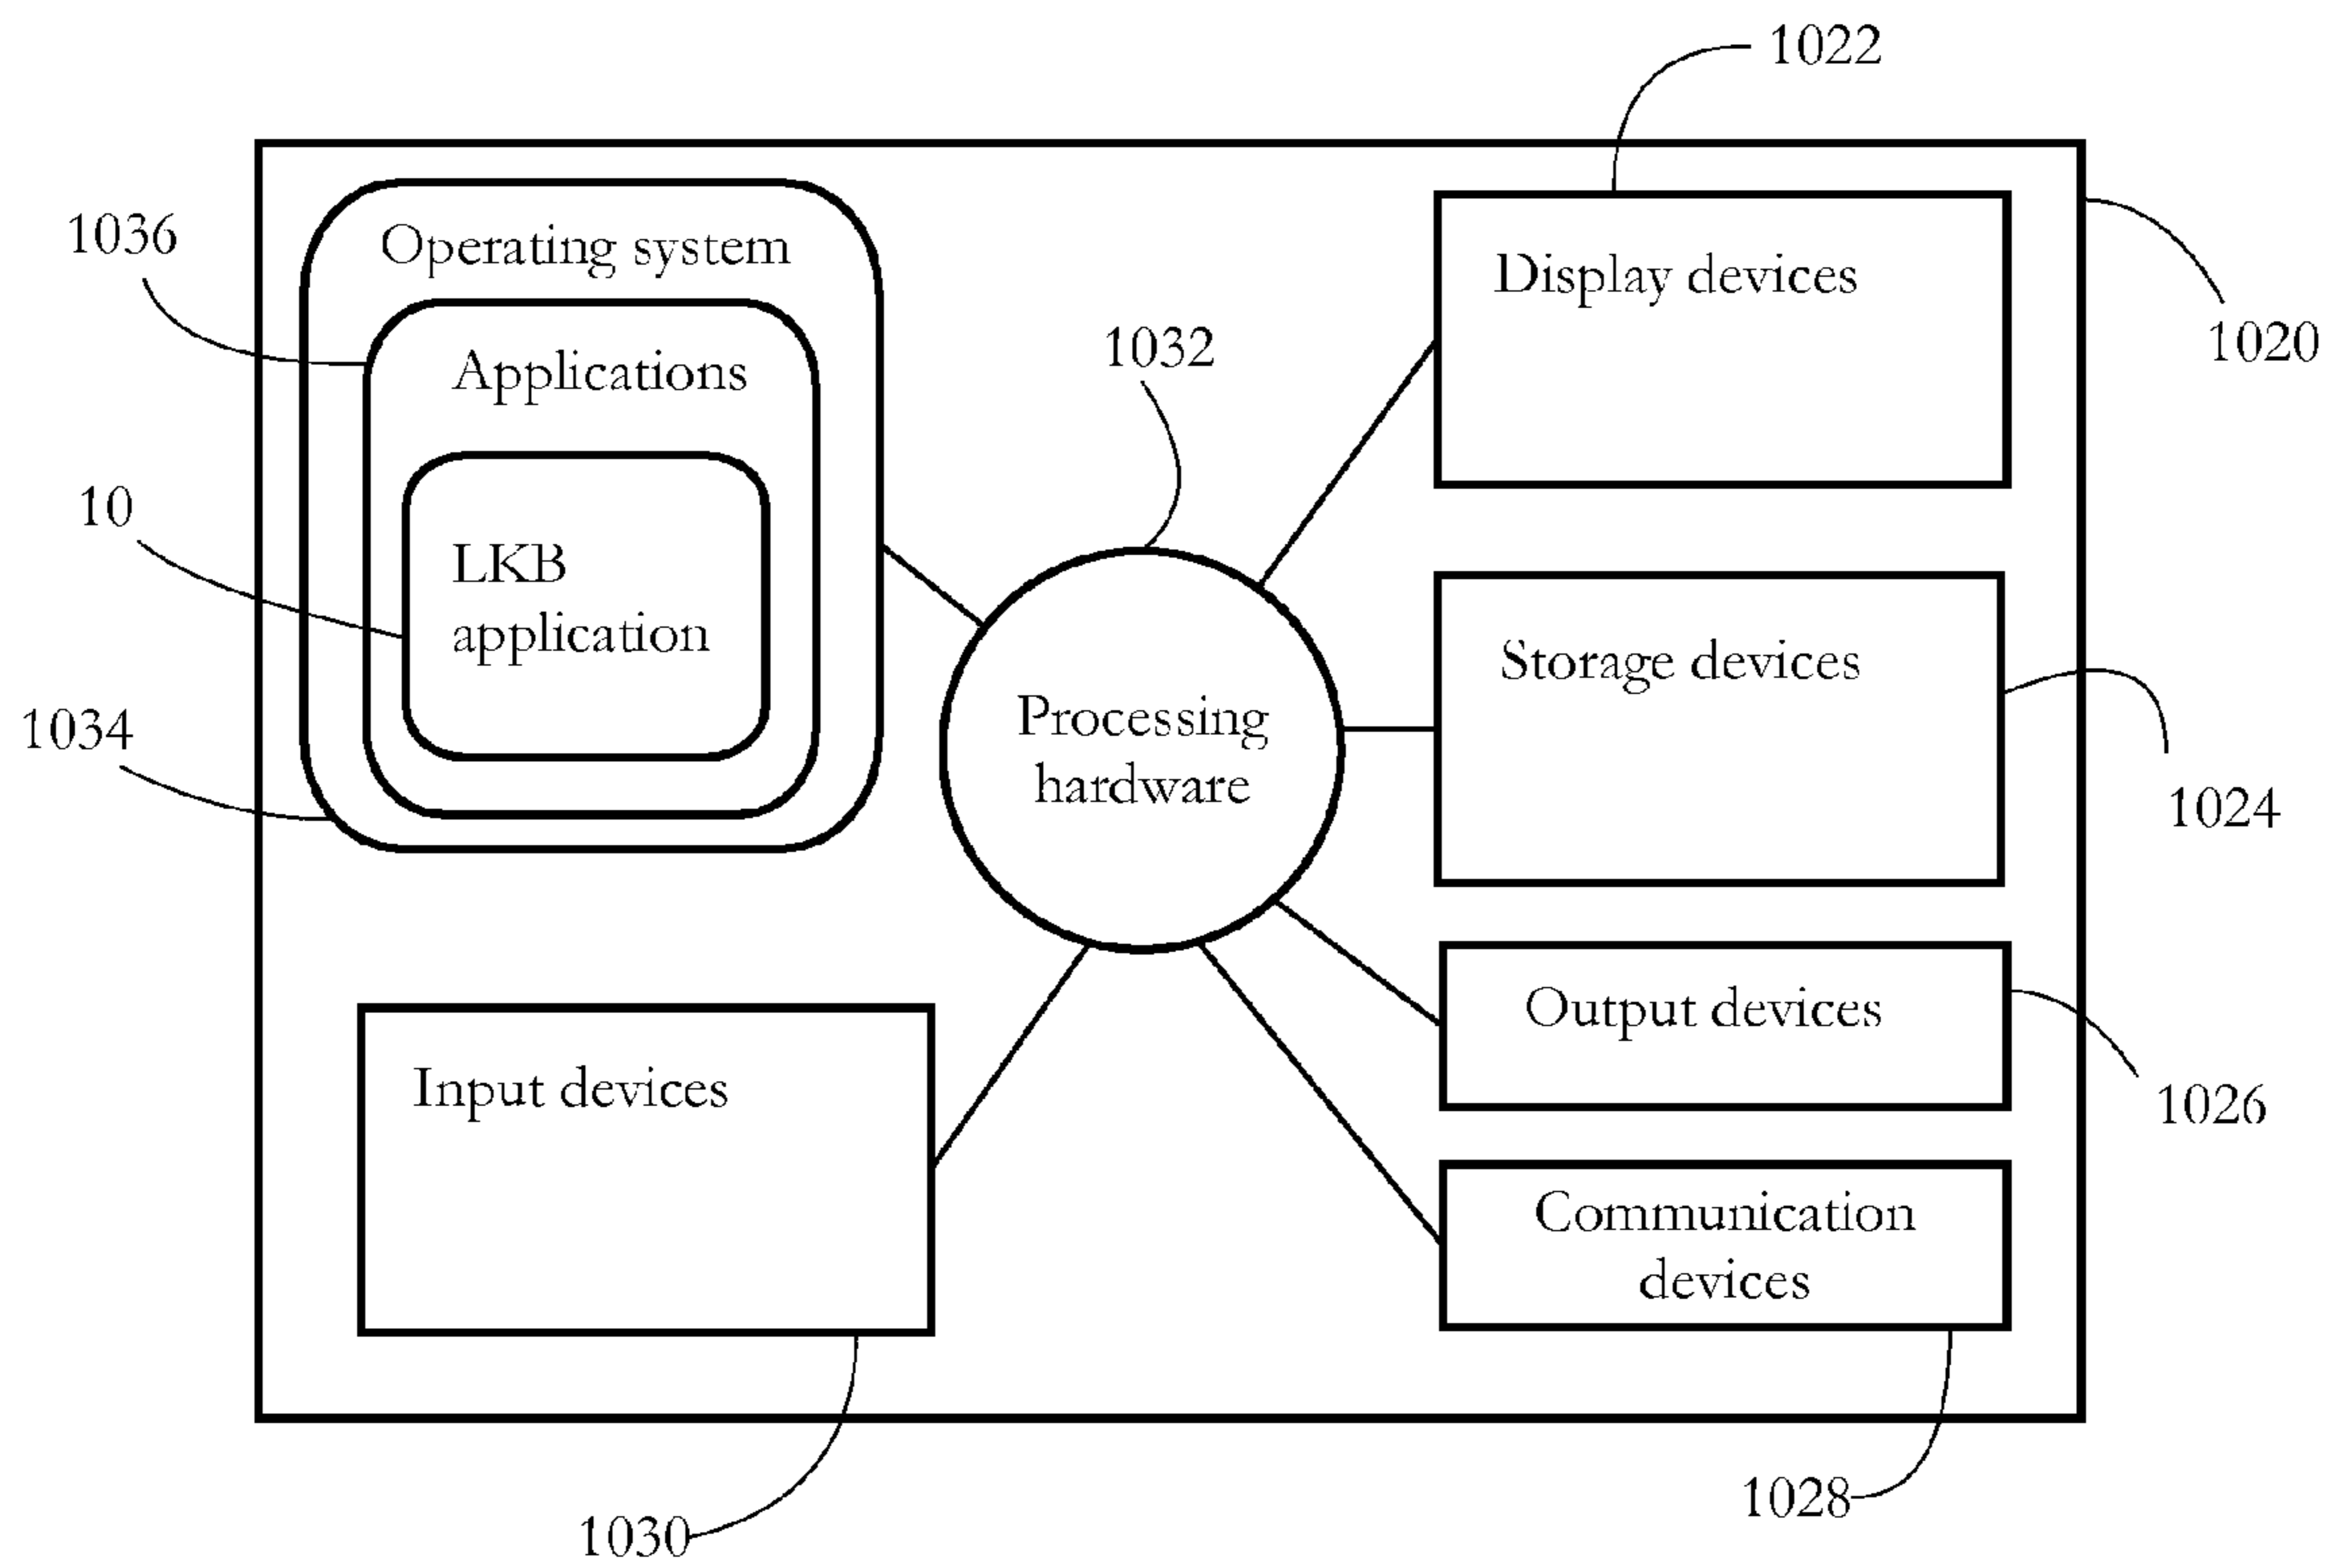 1022
1036
Operating system
Display devices
1020
Applications
1032
10
LKB
application
Storage devices
1034
Processing
hardware
1024
Output devices
Input devices
1026
Communication
devices
1028
1030